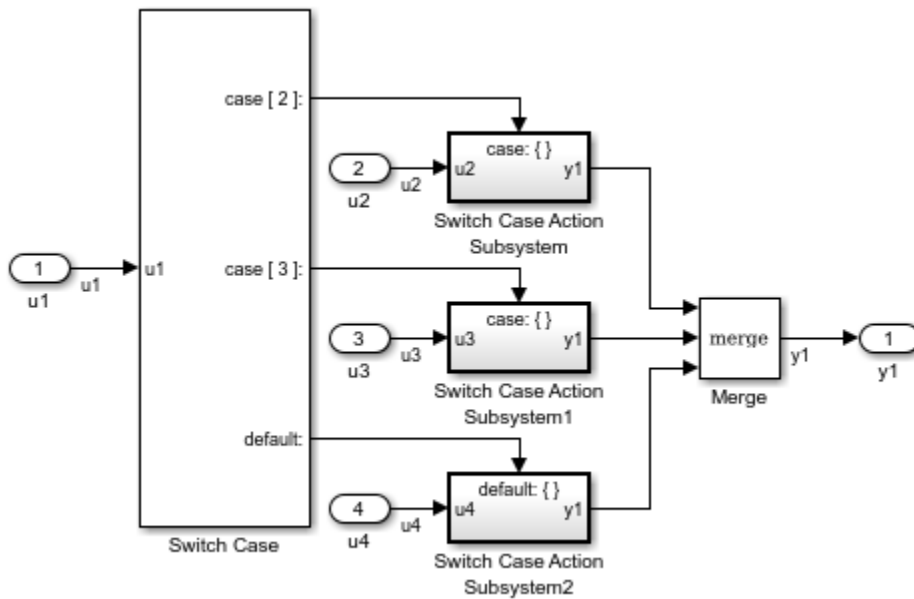 case [ 2 ]:
case: { }
2
u2
u2
y1
u2
Switch Case Action
Subsystem
1
u1
u1
u1
case [ 3 ]:
case: { }
3
u3
u3
y1
u3
Switch Case Action
Subsystem1
merge
y1
1
y1
Merge
default:
default: { }
4
u4
u4
y1
u4
Switch Case
Switch Case Action
Subsystem2